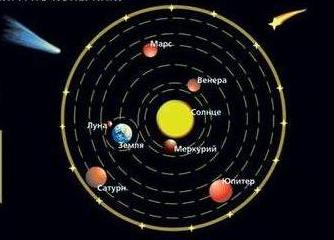 Марс
Венера
Солнце
Луна
Земля
Меркурий
Сатурн
Юпитер